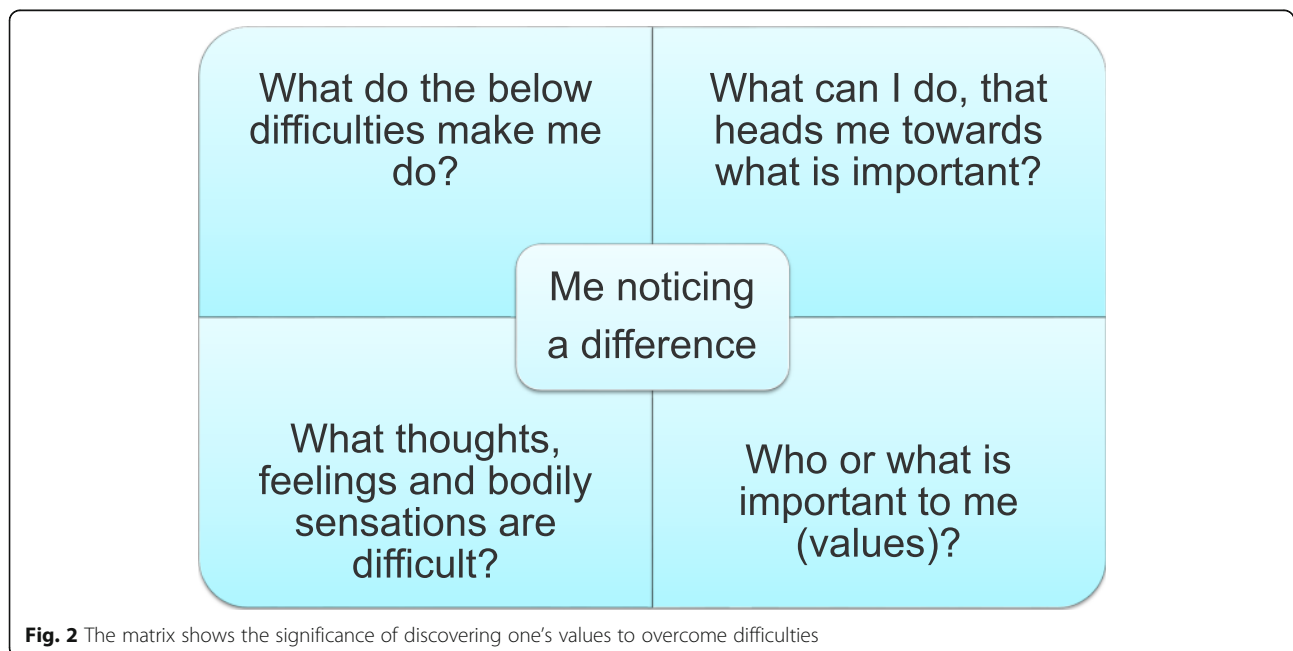 What do the below
difficulties make me
do?
What can I do, that
heads me towards
what is important?
Me noticing
a difference
What thoughts,
feelings and bodily
sensations are
difficult?
Who or what is
important to me
(values)?
Fig. 2 The matrix shows the significance of discovering one's values to overcome difficulties